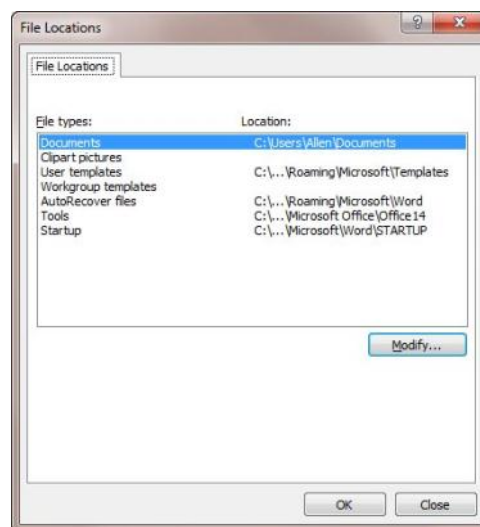 File Locations
File Locations
File types: Location:
Documents C:\Users\Allen\Documents
Clipart pictures
User templates C:\...\Roaming\Microsoft\Templates
Workgroup templates
AutoRecover files C:\...\Roaming\Microsoft\Word
Tools C:\...\Microsoft Office\Office14
Startup C:\...\Microsoft\Word\STARTUP
Modify...
OK Close